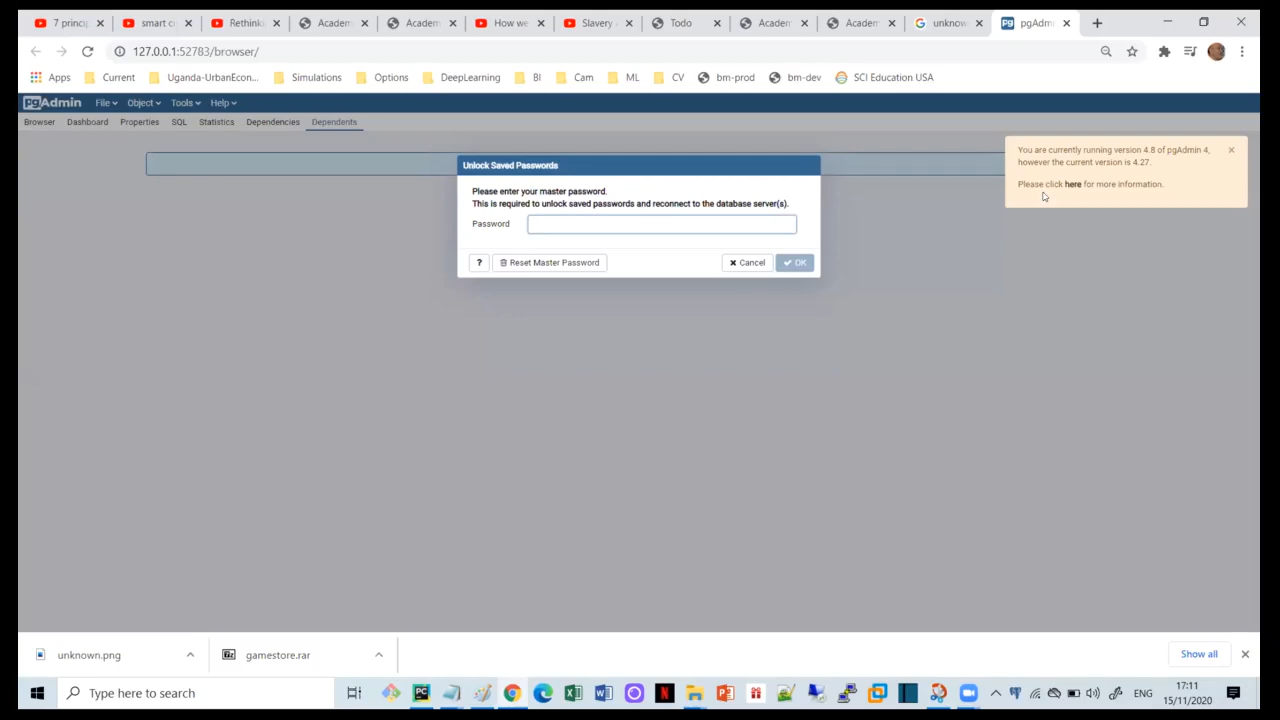 7 princip
smart c
Rethinki
Academ
Academ
How we
Slavery
Todo
Academ
Academ
unknow
pgAdm
127.0.0.1:52783/browser/
Apps
Current
Uganda-UrbanEcon...
Simulations
Options
DeepLearning
BI
Cam
ML
CV
bm-prod
bm-dev
SCI Education USA
pgAdmin
File
Object
Tools
Help
Browser
Dashboard
Properties
SQL
Statistics
Dependencies
Dependents
You are currently running version 4.8 of pgAdmin 4,
however the current version is 4.27.
Please click here for more information.
Unlock Saved Passwords
Please enter your master password.
This is required to unlock saved passwords and reconnect to the database server(s).
Password
?
Reset Master Password
Cancel
OK
unknown.png
gamestore.rar
Show all
Type here to search
ENG
17:11
15/11/2020